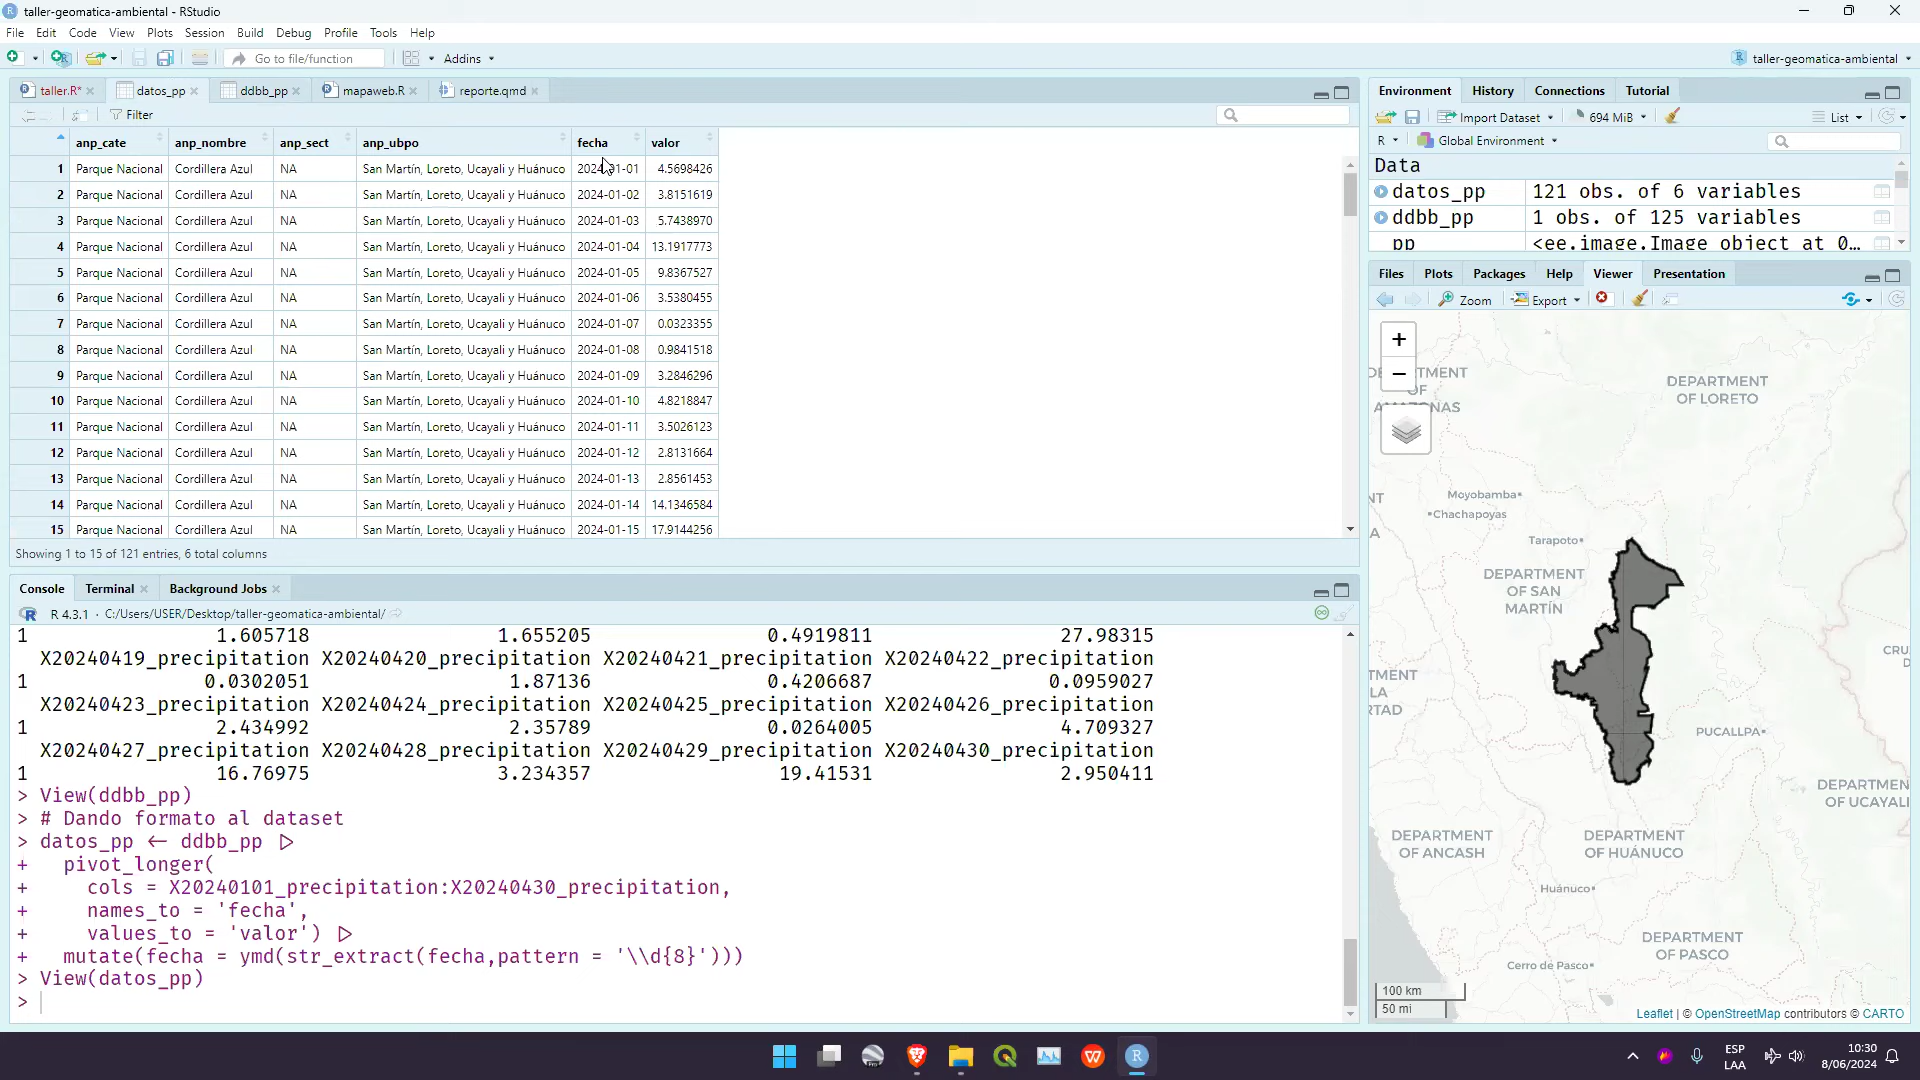 taller-geomatica-ambiental - RStudio
File Edit Code View Plots Session Build Debug Profile Tools Help
Go to file/function Addins taller-geomatica-ambiental
taller.R* datos_pp ddbb_pp mapaweb.R reporte.qmd
Filter
anp_cate anp_nombre anp_sect anp_ubpo fecha valor
1 Parque Nacional Cordillera Azul NA San Martín, Loreto, Ucayali y Huánuco 2024-01-01 4.5698426
2 Parque Nacional Cordillera Azul NA San Martín, Loreto, Ucayali y Huánuco 2024-01-02 3.8151619
3 Parque Nacional Cordillera Azul NA San Martín, Loreto, Ucayali y Huánuco 2024-01-03 5.7438970
4 Parque Nacional Cordillera Azul NA San Martín, Loreto, Ucayali y Huánuco 2024-01-04 13.1917773
5 Parque Nacional Cordillera Azul NA San Martín, Loreto, Ucayali y Huánuco 2024-01-05 9.8367527
6 Parque Nacional Cordillera Azul NA San Martín, Loreto, Ucayali y Huánuco 2024-01-06 3.5380455
7 Parque Nacional Cordillera Azul NA San Martín, Loreto, Ucayali y Huánuco 2024-01-07 0.0323355
8 Parque Nacional Cordillera Azul NA San Martín, Loreto, Ucayali y Huánuco 2024-01-08 0.9841518
9 Parque Nacional Cordillera Azul NA San Martín, Loreto, Ucayali y Huánuco 2024-01-09 3.2846296
10 Parque Nacional Cordillera Azul NA San Martín, Loreto, Ucayali y Huánuco 2024-01-10 4.8218847
11 Parque Nacional Cordillera Azul NA San Martín, Loreto, Ucayali y Huánuco 2024-01-11 3.5026123
12 Parque Nacional Cordillera Azul NA San Martín, Loreto, Ucayali y Huánuco 2024-01-12 2.8131664
13 Parque Nacional Cordillera Azul NA San Martín, Loreto, Ucayali y Huánuco 2024-01-13 2.8561453
14 Parque Nacional Cordillera Azul NA San Martín, Loreto, Ucayali y Huánuco 2024-01-14 14.1346584
15 Parque Nacional Cordillera Azul NA San Martín, Loreto, Ucayali y Huánuco 2024-01-15 17.9144256
Showing 1 to 15 of 121 entries, 6 total columns
Console Terminal Background Jobs
R 4.3.1 · C:/Users/USER/Desktop/taller-geomatica-ambiental/
1 1.605718 1.655205 0.4919811 27.98315
X20240419_precipitation X20240420_precipitation X20240421_precipitation X20240422_precipitation
1 0.0302051 1.87136 0.4206687 0.0959027
X20240423_precipitation X20240424_precipitation X20240425_precipitation X20240426_precipitation
1 2.434992 2.35789 0.0264005 4.709327
X20240427_precipitation X20240428_precipitation X20240429_precipitation X20240430_precipitation
1 16.76975 3.234357 19.41531 2.950411
> View(ddbb_pp)
> # Dando formato al dataset
> datos_pp <- ddbb_pp |>
+ pivot_longer(
+ cols = X20240101_precipitation:X20240430_precipitation,
+ names_to = 'fecha',
+ values_to = 'valor') |>
+ mutate(fecha = ymd(str_extract(fecha,pattern = '\\d{8}')))
> View(datos_pp)
>
Environment History Connections Tutorial
Import Dataset 694 MiB List
R Global Environment
Data
datos_pp 121 obs. of 6 variables
ddbb_pp 1 obs. of 125 variables
pp <ee.image.Image object at 0…
Files Plots Packages Help Viewer Presentation
Zoom Export
+
−
TMENT
OF
AMAZONAS
DEPARTMENT
OF LORETO
NT
Moyobamba
Chachapoyas
A
Tarapoto
DEPARTMENT
OF SAN
MARTÍN
CRU
D
TMENT
LA
RTAD
PUCALLPA
DEPARTMEN
OF UCAYALI
DEPARTMENT
OF ANCASH
DEPARTMENT
OF HUÁNUCO
Huánuco
DEPARTMENT
OF PASCO
Cerro de Pasco
100 km
50 mi
Leaflet | © OpenStreetMap contributors © CARTO
ESP
LAA
10:30
8/06/2024